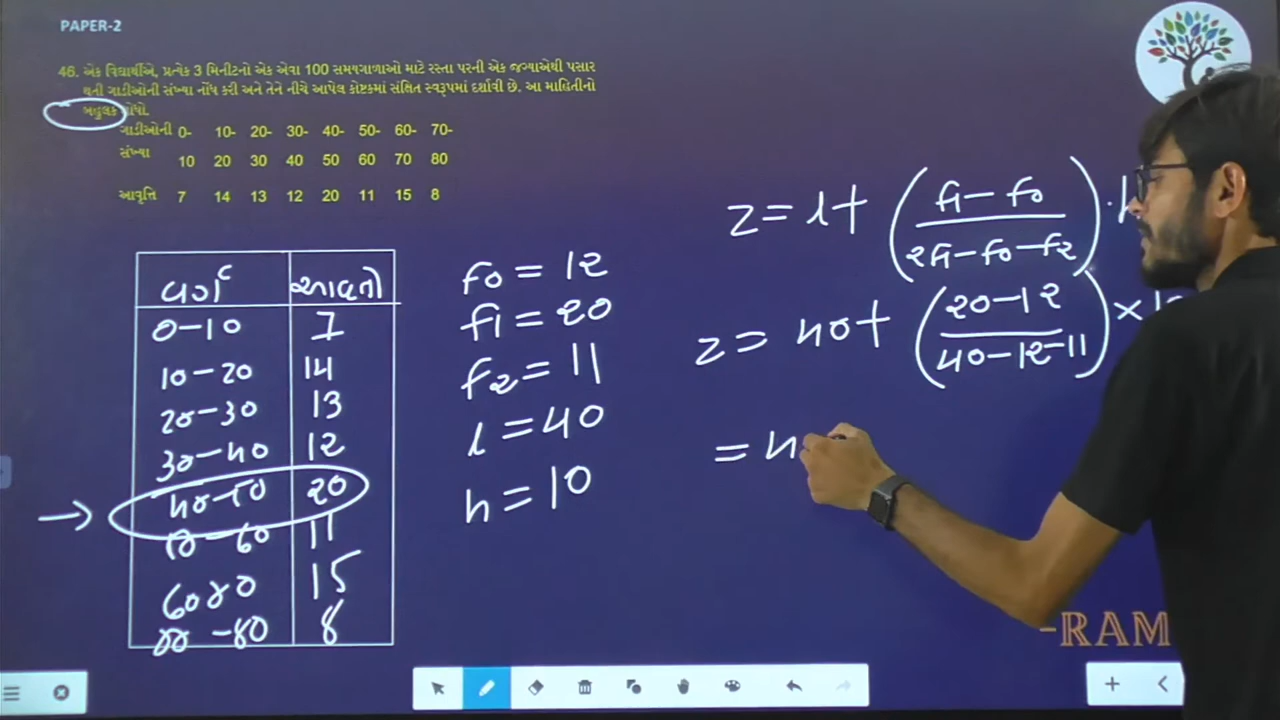 PAPER-2
46. એક વિદ્યાર્થીએ, પ્રત્યેક 3 મિનીટનો એક એવા 100 સમયગાળાઓ માટે રસ્તા પરની એક જગ્યાએથી પસાર
થતી ગાડીઓની સંખ્યા નોંધ કરી અને તેને નીચે આપેલ કોષ્ટકમાં સંક્ષિત સ્વરૂપમાં દર્શાવી છે. આ માહિતીનો
બહુલક શોધો.
ગાડીઓની 0- 10- 20- 30- 40- 50- 60- 70-
સંખ્યા 10 20 30 40 50 60 70 80
આવૃત્તિ 7 14 13 12 20 11 15 8
વર્ગ આવૃતી
0-10 7
10-20 14
20-30 13
30-40 12
40-50 20
50-60 11
60 15
-80 8
f0 = 12
f1 = 20
f2 = 11
l = 40
h = 10
z = l + (f1 - f0 / 2f1 - f0 - f2) ·
z = 40 + (20-12 / 40-12-11) ×
=
-RAM